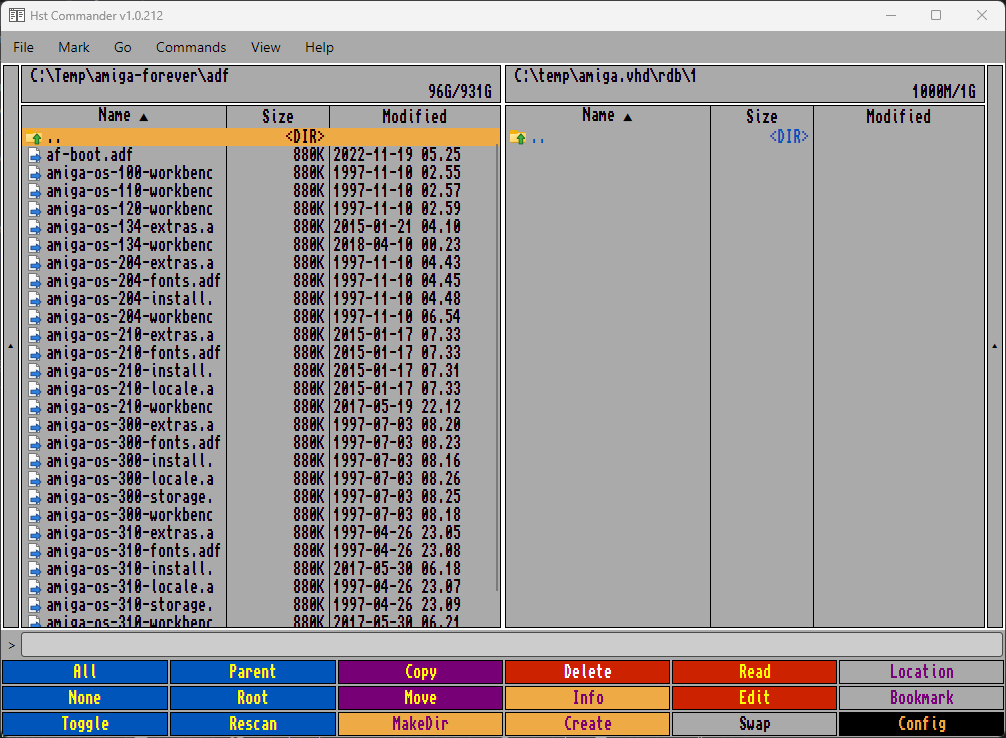 Hst Commander v1.0.212
File Mark Go Commands View Help
C:\Temp\amiga-forever\adf
96G/931G
C:\temp\amiga.vhd\rdb\1
1000M/1G
Name ▲ Size Modified
Name ▲ Size Modified
.. <DIR>
.. <DIR>
af-boot.adf 880K 2022-11-19 05.25
amiga-os-100-workbenc 880K 1997-11-10 02.55
amiga-os-110-workbenc 880K 1997-11-10 02.57
amiga-os-120-workbenc 880K 1997-11-10 02.59
amiga-os-134-extras.a 880K 2015-01-21 04.10
amiga-os-134-workbenc 880K 2018-04-10 00.23
amiga-os-204-extras.a 880K 1997-11-10 04.43
amiga-os-204-fonts.adf 880K 1997-11-10 04.45
amiga-os-204-install. 880K 1997-11-10 04.48
amiga-os-204-workbenc 880K 1997-11-10 06.54
amiga-os-210-extras.a 880K 2015-01-17 07.33
amiga-os-210-fonts.adf 880K 2015-01-17 07.33
amiga-os-210-install. 880K 2015-01-17 07.31
amiga-os-210-locale.a 880K 2015-01-17 07.33
amiga-os-210-workbenc 880K 2017-05-19 22.12
amiga-os-300-extras.a 880K 1997-07-03 08.20
amiga-os-300-fonts.adf 880K 1997-07-03 08.23
amiga-os-300-install. 880K 1997-07-03 08.16
amiga-os-300-locale.a 880K 1997-07-03 08.26
amiga-os-300-storage. 880K 1997-07-03 08.25
amiga-os-300-workbenc 880K 1997-07-03 08.18
amiga-os-310-extras.a 880K 1997-04-26 23.05
amiga-os-310-fonts.adf 880K 1997-04-26 23.08
amiga-os-310-install. 880K 2017-05-30 06.18
amiga-os-310-locale.a 880K 1997-04-26 23.07
amiga-os-310-storage. 880K 1997-04-26 23.09
amiga-os-310-workbenc 880K 2017-05-30 06.21
>
All Parent Copy Delete Read Location
None Root Move Info Edit Bookmark
Toggle Rescan MakeDir Create Swap Config